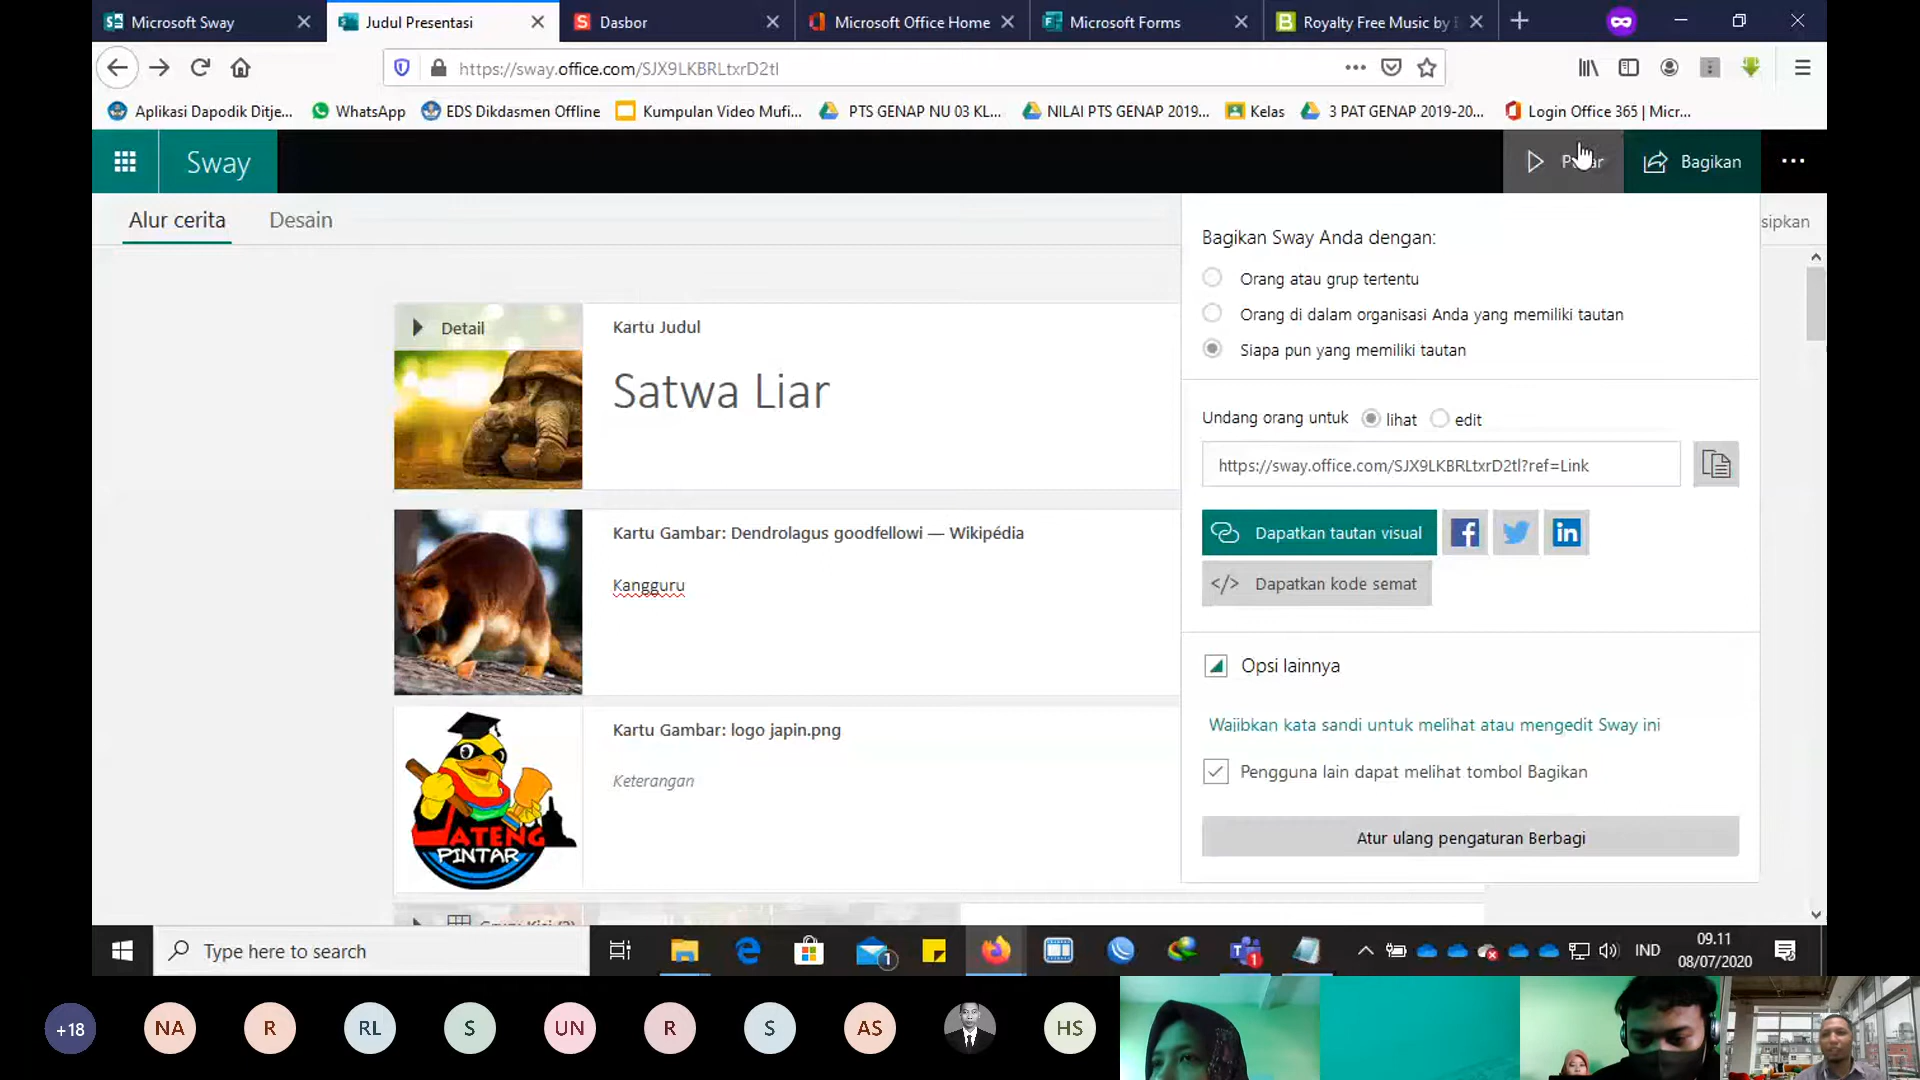 Microsoft Sway
Judul Presentasi
Dasbor
Microsoft Office Home
Microsoft Forms
Royalty Free Music by
https://sway.office.com/SJX9LKBRLtxrD2tl
Aplikasi Dapodik Ditje...
WhatsApp
EDS Dikdasmen Offline
Kumpulan Video Mufi...
PTS GENAP NU 03 KL...
NILAI PTS GENAP 2019...
Kelas
3 PAT GENAP 2019-20...
Login Office 365 | Micr...
Sway
Bagikan
Alur cerita
Desain
sipkan
Bagikan Sway Anda dengan:
Orang atau grup tertentu
Orang di dalam organisasi Anda yang memiliki tautan
Siapa pun yang memiliki tautan
Undang orang untuk lihat edit
https://sway.office.com/SJX9LKBRLtxrD2tl?ref=Link
Dapatkan tautan visual
Dapatkan kode semat
Opsi lainnya
Wajibkan kata sandi untuk melihat atau mengedit Sway ini
Pengguna lain dapat melihat tombol Bagikan
Atur ulang pengaturan Berbagi
Detail
Kartu Judul
Satwa Liar
Kartu Gambar: Dendrolagus goodfellowi — Wikipédia
Kangguru
Kartu Gambar: logo japin.png
Keterangan
JATENG
PINTAR
Type here to search
1
1
IND
09.11
08/07/2020
+18
NA
R
RL
S
UN
R
S
AS
HS